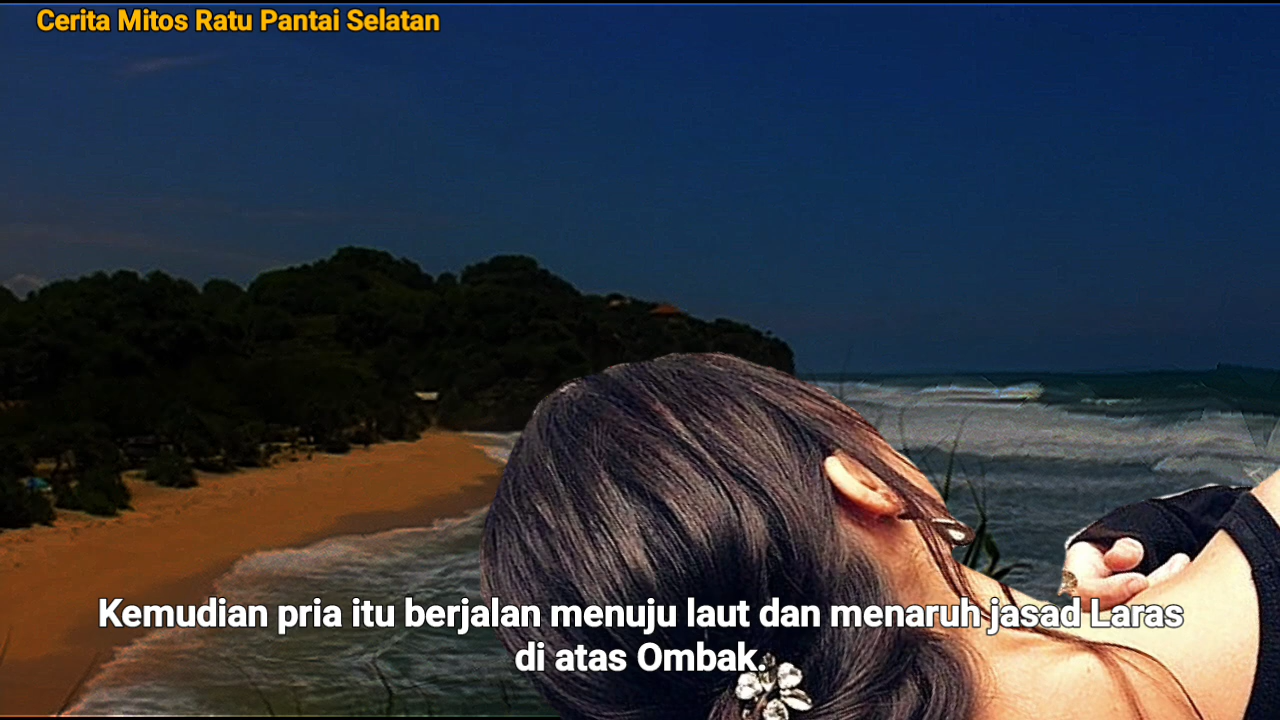 Cerita Mitos Ratu Pantai Selatan
Kemudian pria itu berjalan menuju laut dan menaruh jasad Laras
di atas Ombak.